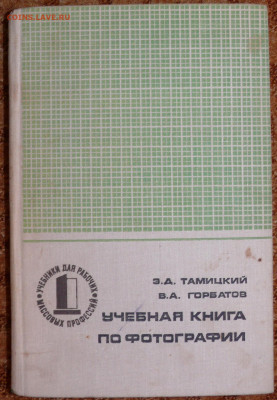 COINS.LAVE.RU
Э.Д. ТАМИЦКИЙ
В.А. ГОРБАТОВ
УЧЕБНИКИ ДЛЯ РАБОЧИХ
МАССОВЫХ ПРОФЕССИЙ
УЧЕБНАЯ КНИГА
ПО ФОТОГРАФИИ